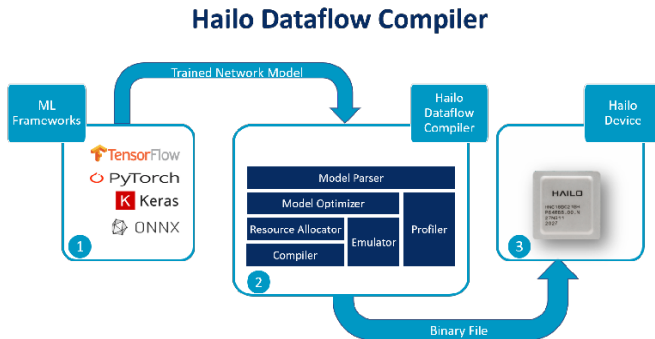 Hailo Dataflow Compiler
Trained Network Model
ML
Frameworks
TensorFlow
PyTorch
K Keras
ONNX
1
Hailo
Dataflow
Compiler
Model Parser
Model Optimizer
Resource Allocator
Compiler
Emulator
Profiler
2
Hailo
Device
HAILO
3
Binary File